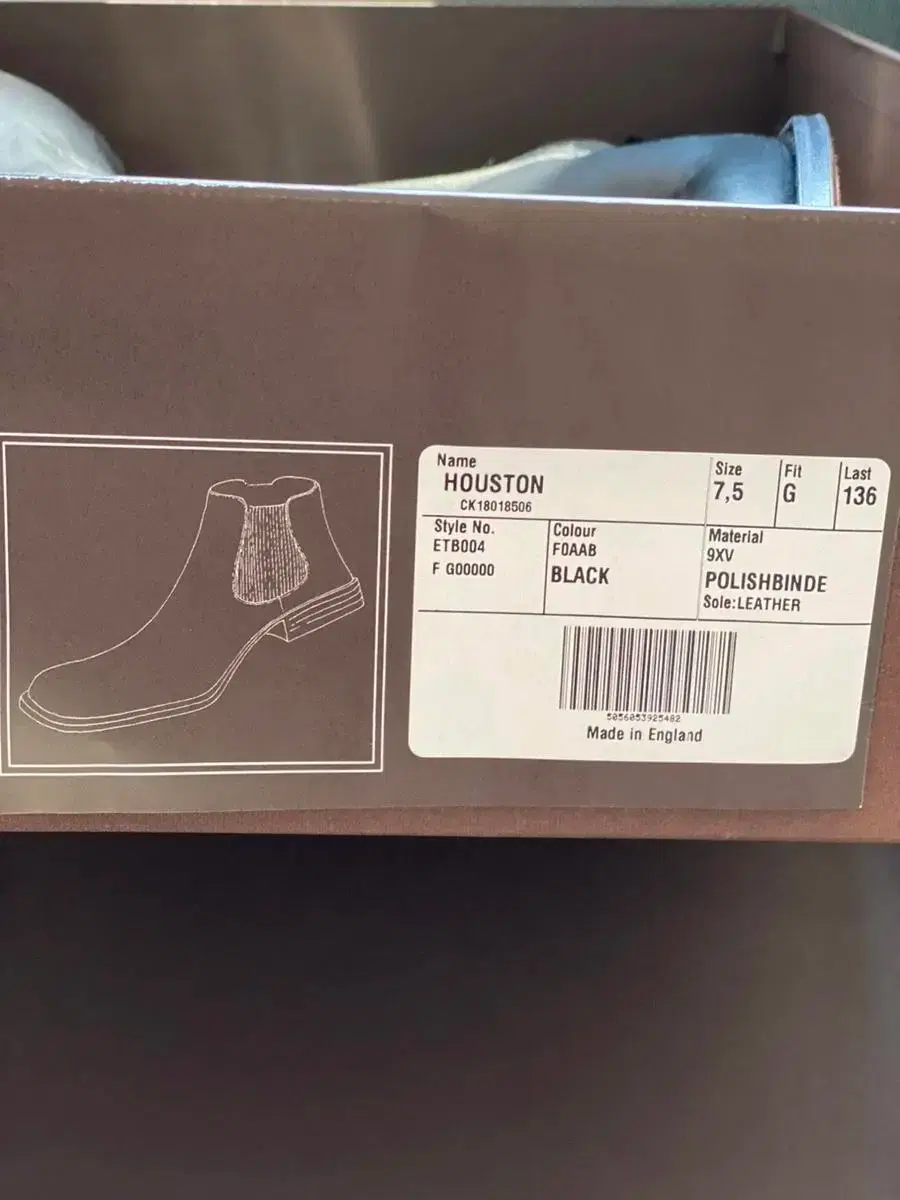 Name
HOUSTON
CK18018506
Size
7,5
Fit
G
Last
136
Style No.
ETB004
F G00000
Colour
F0AAB
BLACK
Material
9XV
POLISHBINDE
Sole:LEATHER
5056053925482
Made in England